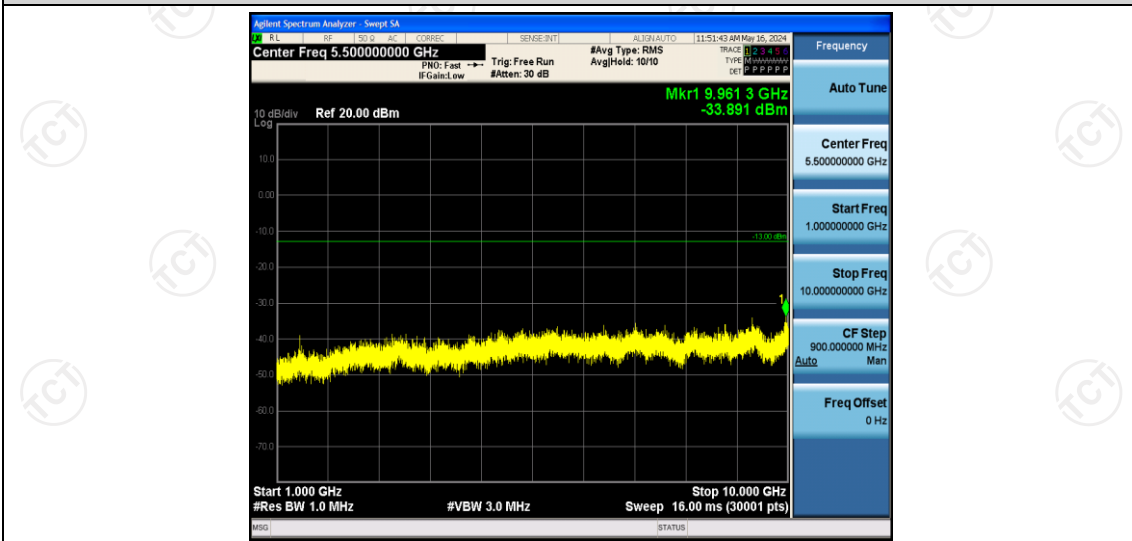 Agilent Spectrum Analyzer - Swept SA
RL RF 50 Ω AC CORREC SENSE:INT ALIGN AUTO 11:51:43 AM May 16, 2024
Center Freq 5.500000000 GHz
PNO: Fast
IFGain:Low
Trig: Free Run
#Atten: 30 dB
#Avg Type: RMS
Avg|Hold: 10/10
TRACE 1 2 3 4 5 6
TYPE M
DET P P P P P P
Mkr1 9.961 3 GHz
-33.891 dBm
10 dB/div
Log
Ref 20.00 dBm
10.0
0.00
-10.0
-13.00 dBm
-20.0
-30.0
1
-40.0
-50.0
-60.0
-70.0
Start 1.000 GHz
Stop 10.000 GHz
#Res BW 1.0 MHz
#VBW 3.0 MHz
Sweep 16.00 ms (30001 pts)
MSG
STATUS
Frequency
Auto Tune
Center Freq
5.500000000 GHz
Start Freq
1.000000000 GHz
Stop Freq
10.000000000 GHz
CF Step
900.000000 MHz
Auto Man
Freq Offset
0 Hz
TCT
TCT
TCT
TCT
TCT
TCT